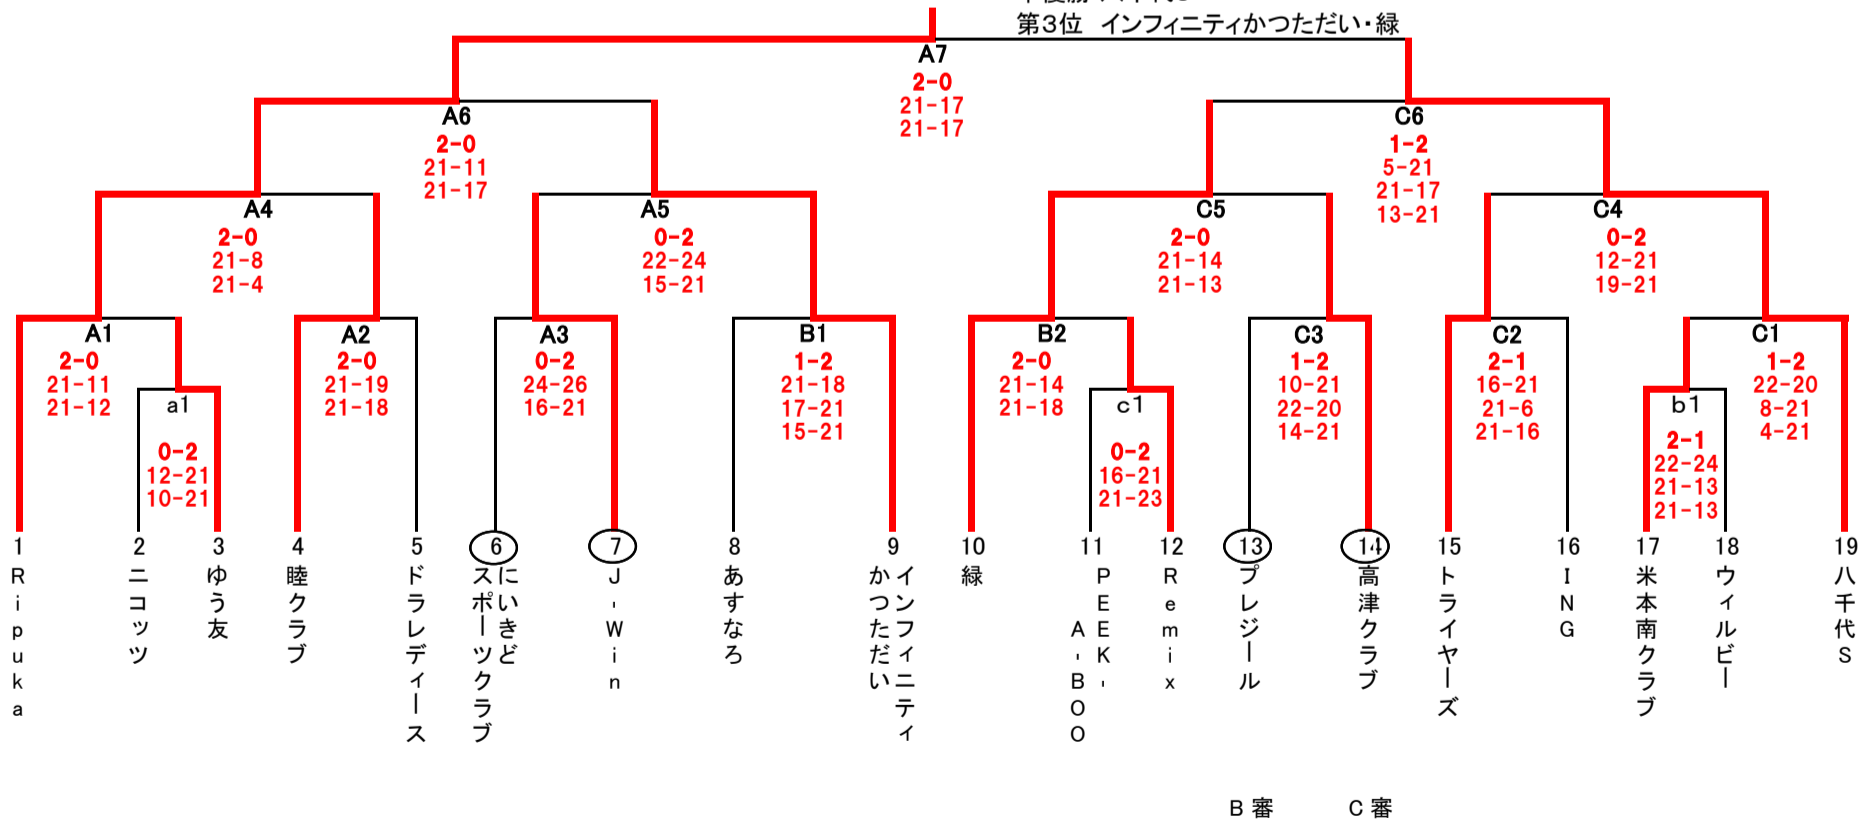 第3位 インフィニティかつただい・緑
A7
2-0
21-17
21-17
A6
2-0
21-11
21-17
C6
1-2
5-21
21-17
13-21
A4
2-0
21-8
21-4
A5
0-2
22-24
15-21
C5
2-0
21-14
21-13
C4
0-2
12-21
19-21
A1
2-0
21-11
21-12
A2
2-0
21-19
21-18
A3
0-2
24-26
16-21
B1
1-2
21-18
17-21
15-21
B2
2-0
21-14
21-18
C3
1-2
10-21
22-20
14-21
C2
2-1
16-21
21-6
21-16
C1
1-2
22-20
8-21
4-21
a1
0-2
12-21
10-21
c1
0-2
16-21
21-23
b1
2-1
22-24
21-13
21-13
1
Ripuka
2
ニコッツ
3
ゆう友
4
睦クラブ
5
ドラレディース
6
にいきど
スポーツクラブ
7
J-Win
8
あすなろ
9
インフィニティ
かつただい
10
緑
11
PEEK-
A-BOO
12
Remix
13
プレジール
14
高津クラブ
15
トライヤーズ
16
ING
17
米本南クラブ
18
ウィルビー
19
八千代S
B審 C審